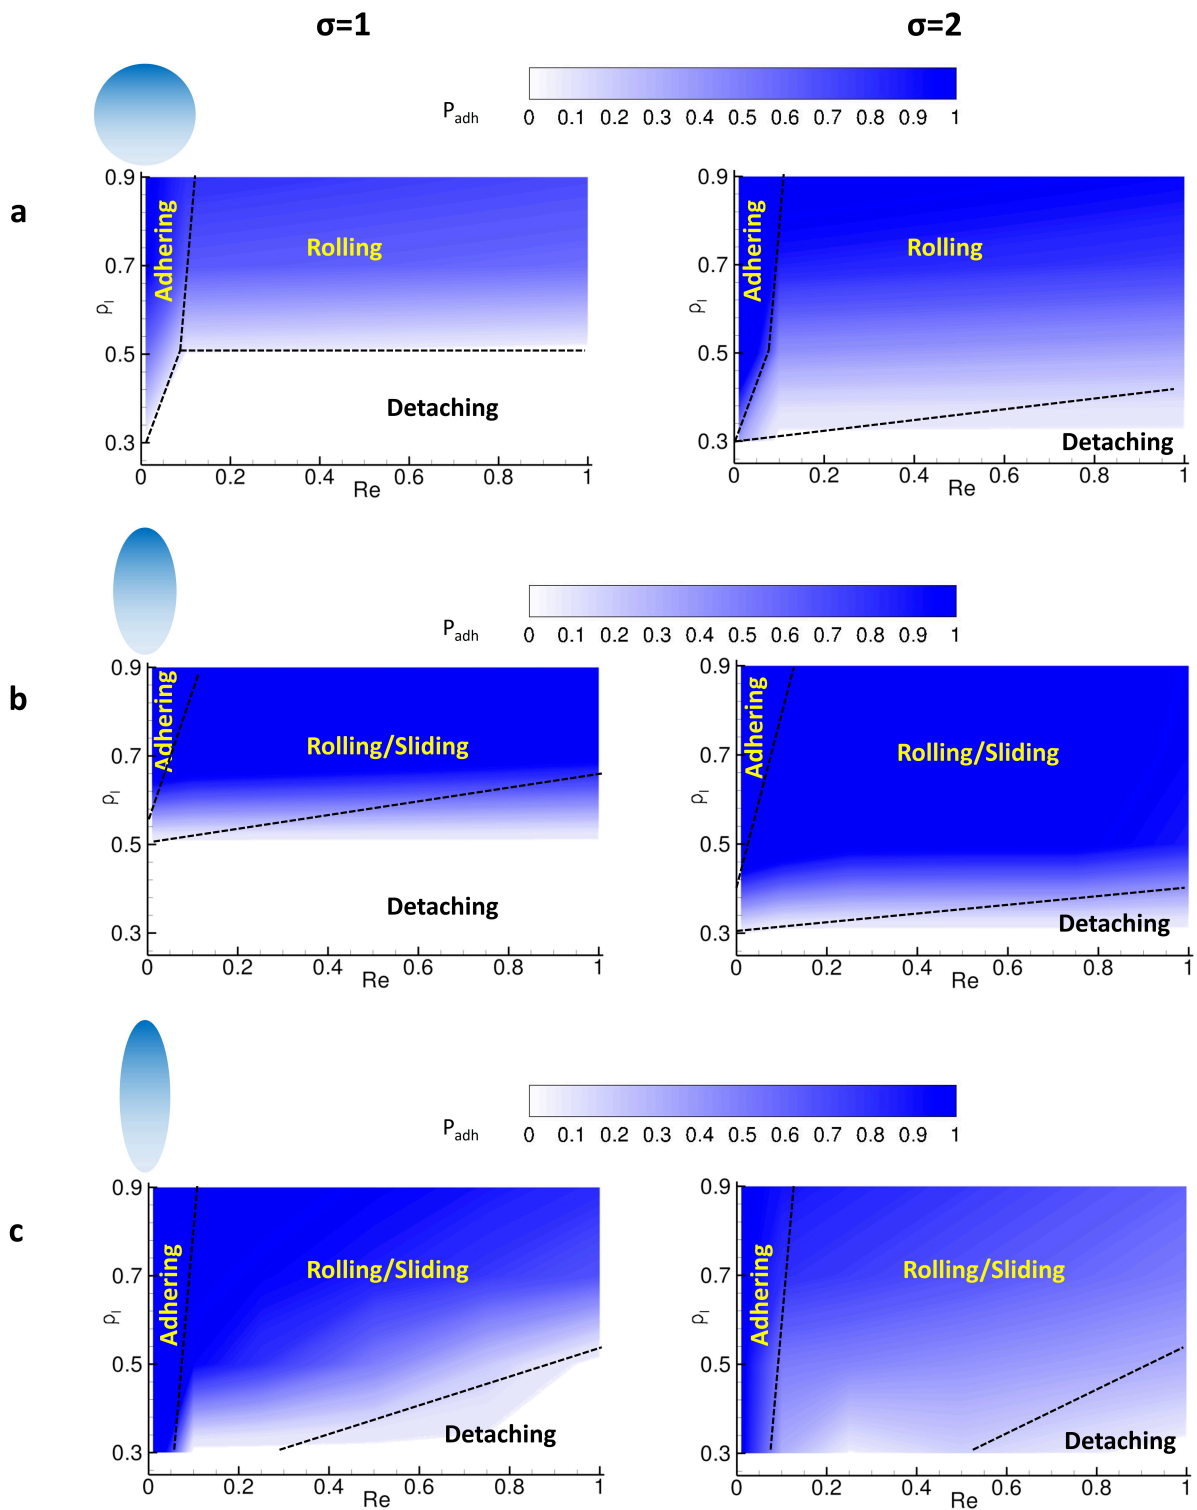 σ=1
σ=2
P_adh
0 0.1 0.2 0.3 0.4 0.5 0.6 0.7 0.8 0.9 1
a
0.9
0.7
0.5
0.3
ρ_l
Adhering
Rolling
Detaching
0 0.2 0.4 0.6 0.8 1
Re
0.9
0.7
0.5
0.3
ρ_l
Adhering
Rolling
Detaching
0 0.2 0.4 0.6 0.8 1
Re
P_adh
0 0.1 0.2 0.3 0.4 0.5 0.6 0.7 0.8 0.9 1
b
0.9
0.7
0.5
0.3
ρ_l
Adhering
Rolling/Sliding
Detaching
0 0.2 0.4 0.6 0.8 1
Re
0.9
0.7
0.5
0.3
ρ_l
Adhering
Rolling/Sliding
Detaching
0 0.2 0.4 0.6 0.8 1
Re
P_adh
0 0.1 0.2 0.3 0.4 0.5 0.6 0.7 0.8 0.9 1
c
0.9
0.7
0.5
0.3
ρ_l
Adhering
Rolling/Sliding
Detaching
0 0.2 0.4 0.6 0.8 1
Re
0.9
0.7
0.5
0.3
ρ_l
Adhering
Rolling/Sliding
Detaching
0 0.2 0.4 0.6 0.8 1
Re